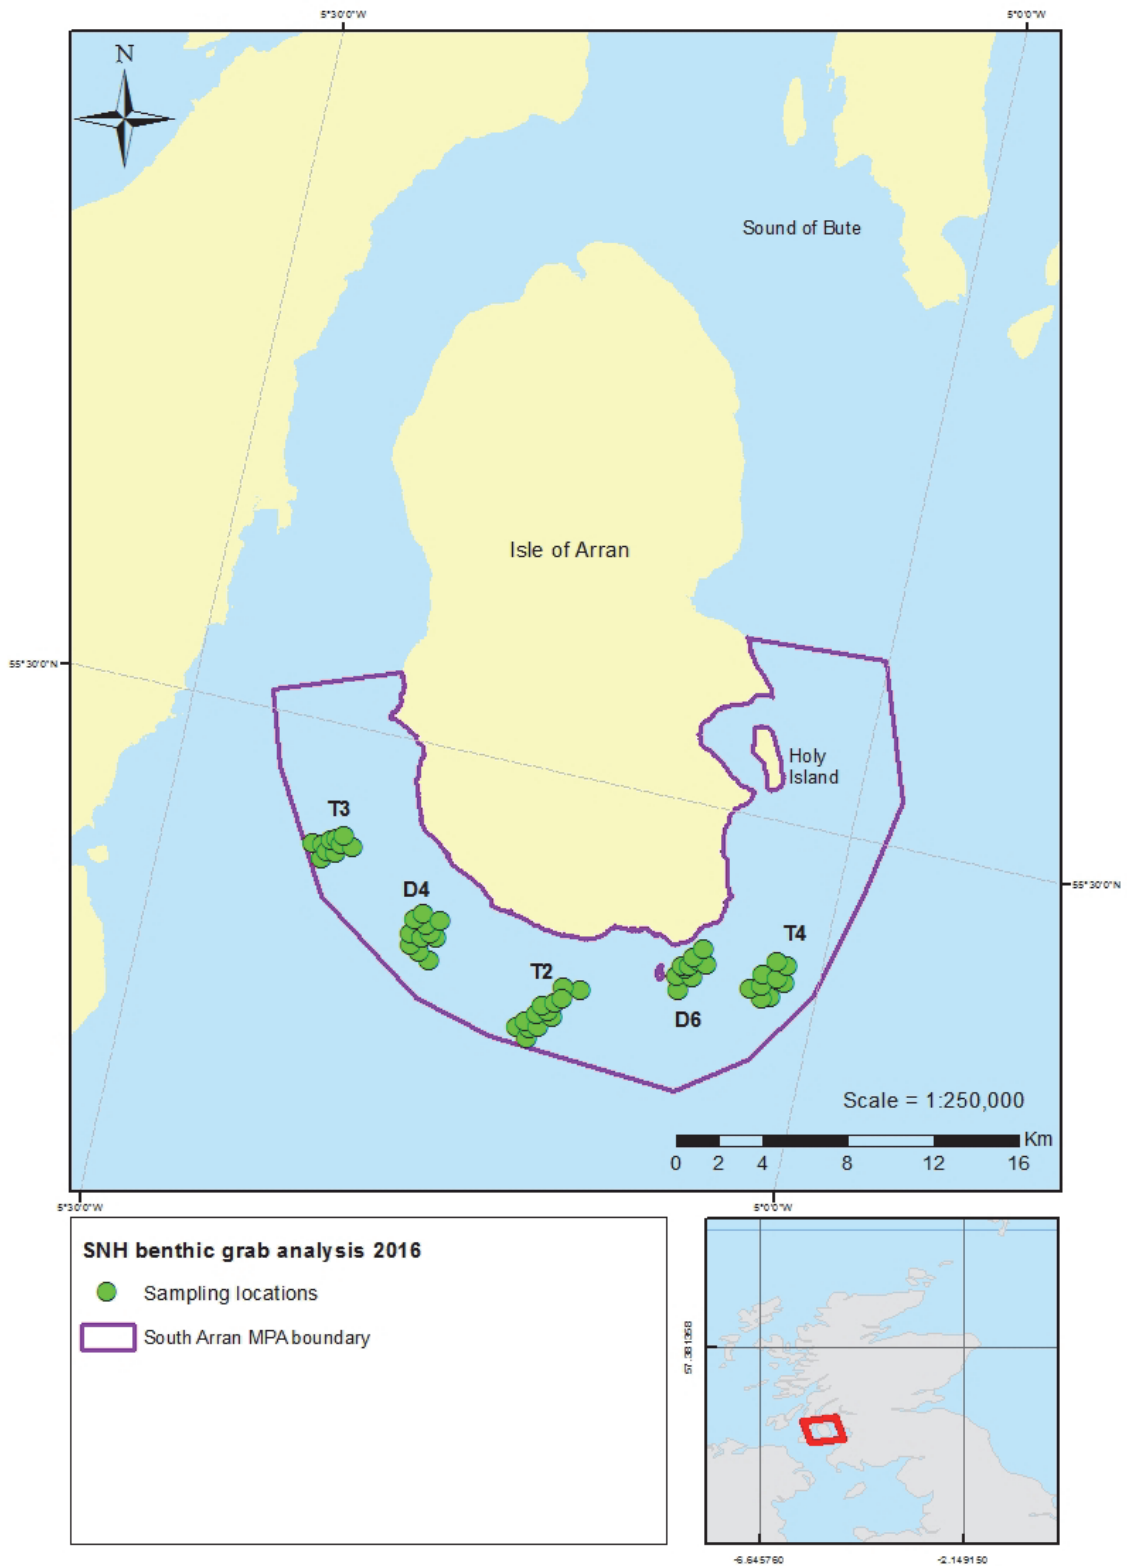 5°30'0"W
5°0'0"W
N
Sound of Bute
Isle of Arran
55°30'0"N
Holy
Island
T3
D4
55°30'0"N
T4
T2
D6
Scale = 1:250,000
Km
0 2 4 8 12 16
5°30'0"W
5°0'0"W
SNH benthic grab analysis 2016
Sampling locations
South Arran MPA boundary
57.381358
-6.645760
-2.149150